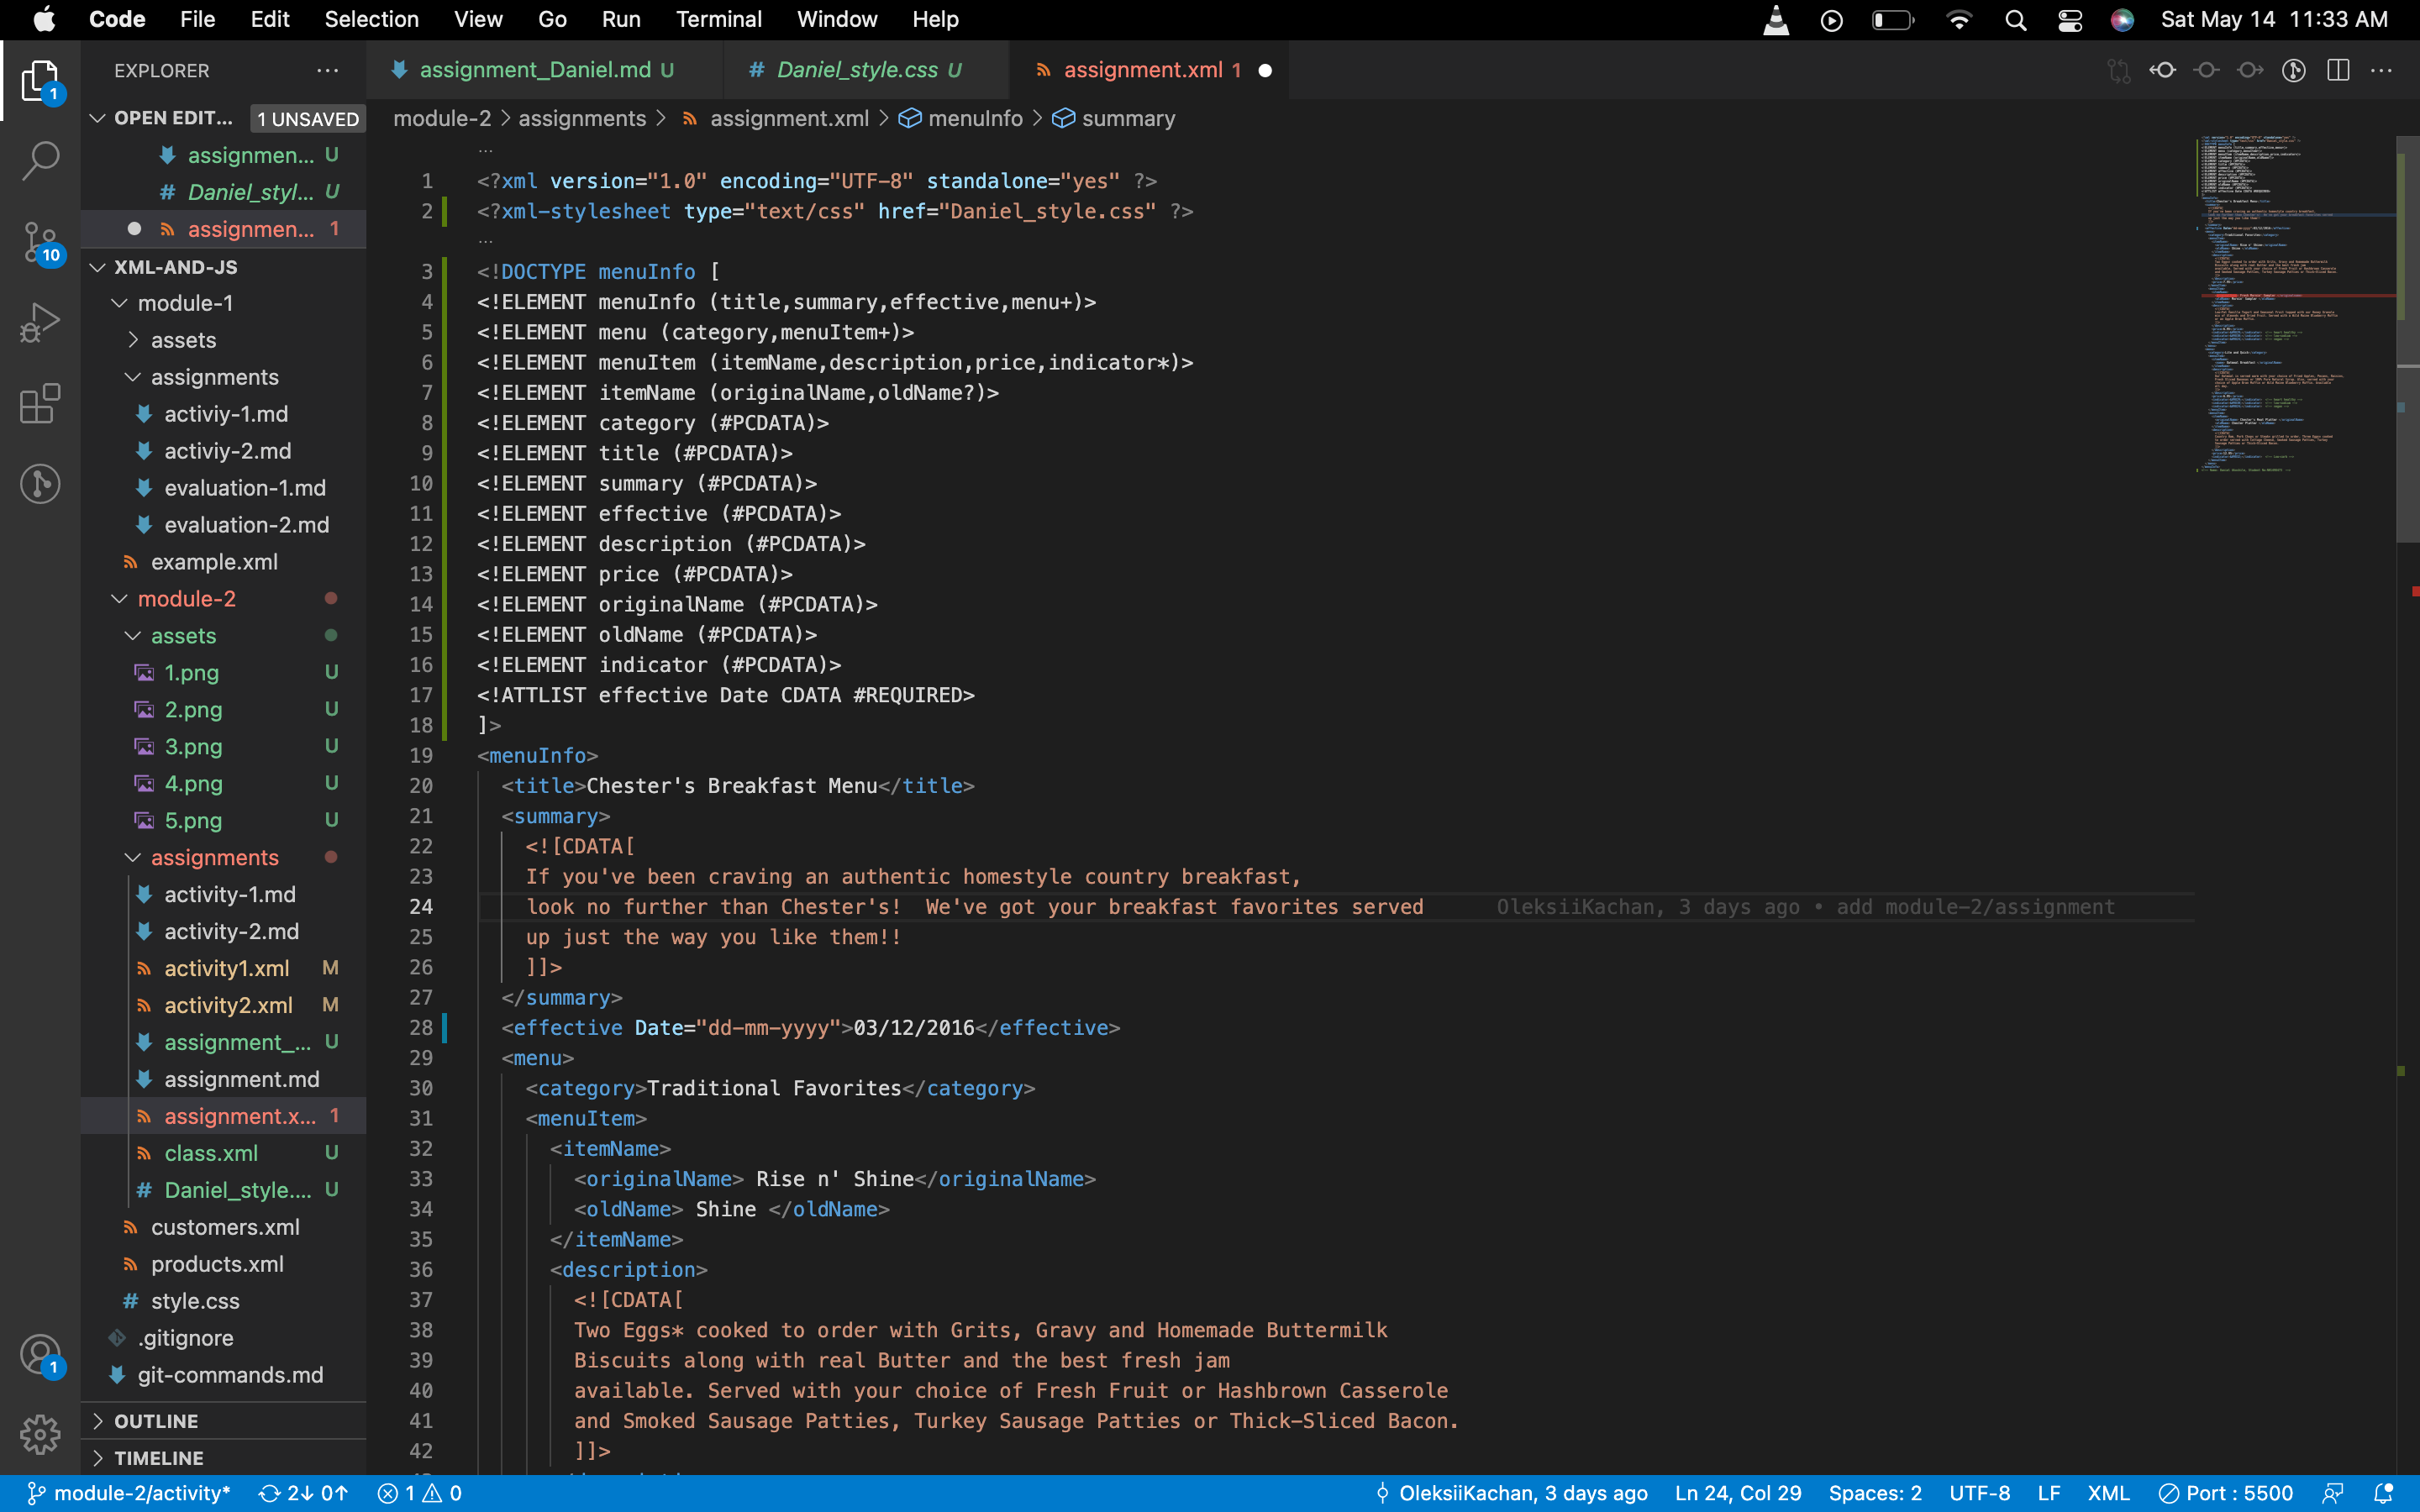 Code File Edit Selection View Go Run Terminal Window Help Sat May 14 11:33 AM
EXPLORER
OPEN EDIT... 1 UNSAVED
assignmen... U
# Daniel_styl... U
assignmen... 1
XML-AND-JS
module-1
assets
assignments
activiy-1.md
activiy-2.md
evaluation-1.md
evaluation-2.md
example.xml
module-2
assets
1.png U
2.png U
3.png U
4.png U
5.png U
assignments
activity-1.md
activity-2.md
activity1.xml M
activity2.xml M
assignment_... U
assignment.md
assignment.x... 1
class.xml U
# Daniel_style.... U
customers.xml
products.xml
# style.css
.gitignore
git-commands.md
OUTLINE
TIMELINE
1
10
1
assignment_Daniel.md U # Daniel_style.css U assignment.xml 1
module-2 > assignments > assignment.xml > menuInfo > summary
...
1 <?xml version="1.0" encoding="UTF-8" standalone="yes" ?>
2 <?xml-stylesheet type="text/css" href="Daniel_style.css" ?>
...
3 <!DOCTYPE menuInfo [
4 <!ELEMENT menuInfo (title,summary,effective,menu+)>
5 <!ELEMENT menu (category,menuItem+)>
6 <!ELEMENT menuItem (itemName,description,price,indicator*)>
7 <!ELEMENT itemName (originalName,oldName?)>
8 <!ELEMENT category (#PCDATA)>
9 <!ELEMENT title (#PCDATA)>
10 <!ELEMENT summary (#PCDATA)>
11 <!ELEMENT effective (#PCDATA)>
12 <!ELEMENT description (#PCDATA)>
13 <!ELEMENT price (#PCDATA)>
14 <!ELEMENT originalName (#PCDATA)>
15 <!ELEMENT oldName (#PCDATA)>
16 <!ELEMENT indicator (#PCDATA)>
17 <!ATTLIST effective Date CDATA #REQUIRED>
18 ]>
19 <menuInfo>
20 <title>Chester's Breakfast Menu</title>
21 <summary>
22 <![CDATA[
23 If you've been craving an authentic homestyle country breakfast,
24 look no further than Chester's!  We've got your breakfast favorites served OleksiiKachan, 3 days ago • add module-2/assignment
25 up just the way you like them!!
26 ]]>
27 </summary>
28 <effective Date="dd-mm-yyyy">03/12/2016</effective>
29 <menu>
30 <category>Traditional Favorites</category>
31 <menuItem>
32 <itemName>
33 <originalName> Rise n' Shine</originalName>
34 <oldName> Shine </oldName>
35 </itemName>
36 <description>
37 <![CDATA[
38 Two Eggs* cooked to order with Grits, Gravy and Homemade Buttermilk
39 Biscuits along with real Butter and the best fresh jam
40 available. Served with your choice of Fresh Fruit or Hashbrown Casserole
41 and Smoked Sausage Patties, Turkey Sausage Patties or Thick-Sliced Bacon.
42 ]]>
module-2/activity* 2↓ 0↑ 1 0 OleksiiKachan, 3 days ago Ln 24, Col 29 Spaces: 2 UTF-8 LF XML Port : 5500